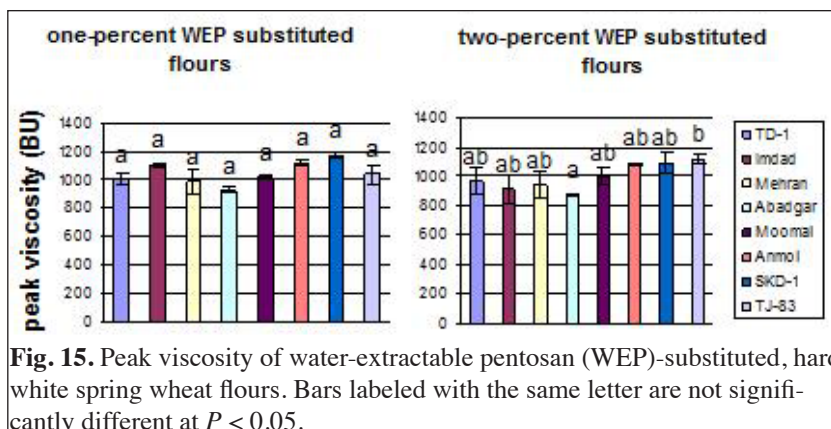 one-percent WEP substituted
flours
two-percent WEP substituted
flours
peak viscosity (BU)
1400
1200
1000
800
600
400
200
0
a a a a a a a a
1400
1200
1000
800
600
400
200
0
ab ab ab a ab ab ab b
TD-1
Imdad
Mehran
Abadgar
Moomal
Anmol
SKD-1
TJ-83
Fig. 15. Peak viscosity of water-extractable pentosan (WEP)-substituted, hard
white spring wheat flours. Bars labeled with the same letter are not signifi-
cantly different at P < 0.05.